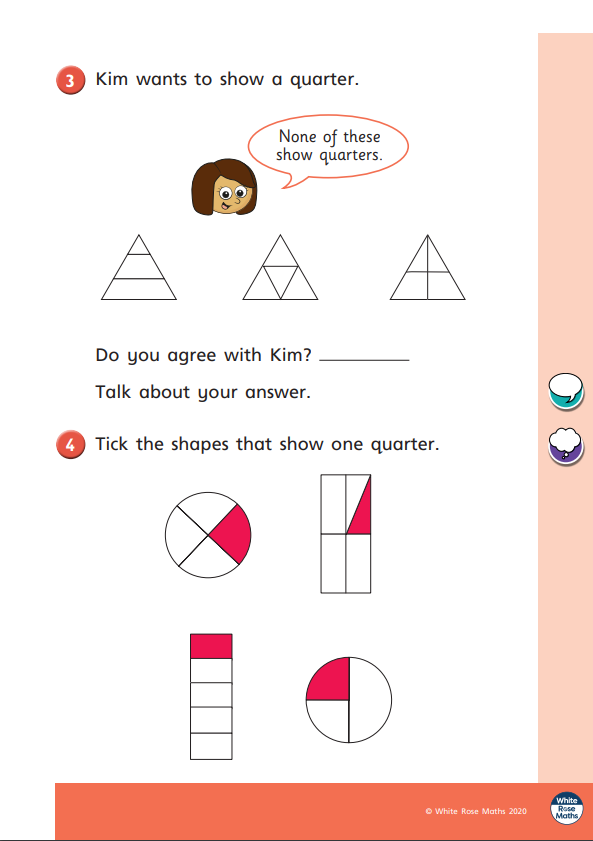 3 Kim wants to show a quarter.
None of these
show quarters.
Do you agree with Kim? __________
Talk about your answer.
4 Tick the shapes that show one quarter.
© White Rose Maths 2020
White
Rose
Maths